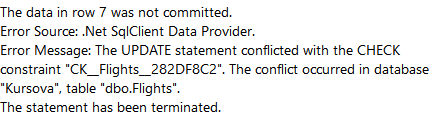 The data in row 7 was not committed.
Error Source: .Net SqlClient Data Provider.
Error Message: The UPDATE statement conflicted with the CHECK
constraint "CK__Flights__282DF8C2". The conflict occurred in database
"Kursova", table "dbo.Flights".
The statement has been terminated.